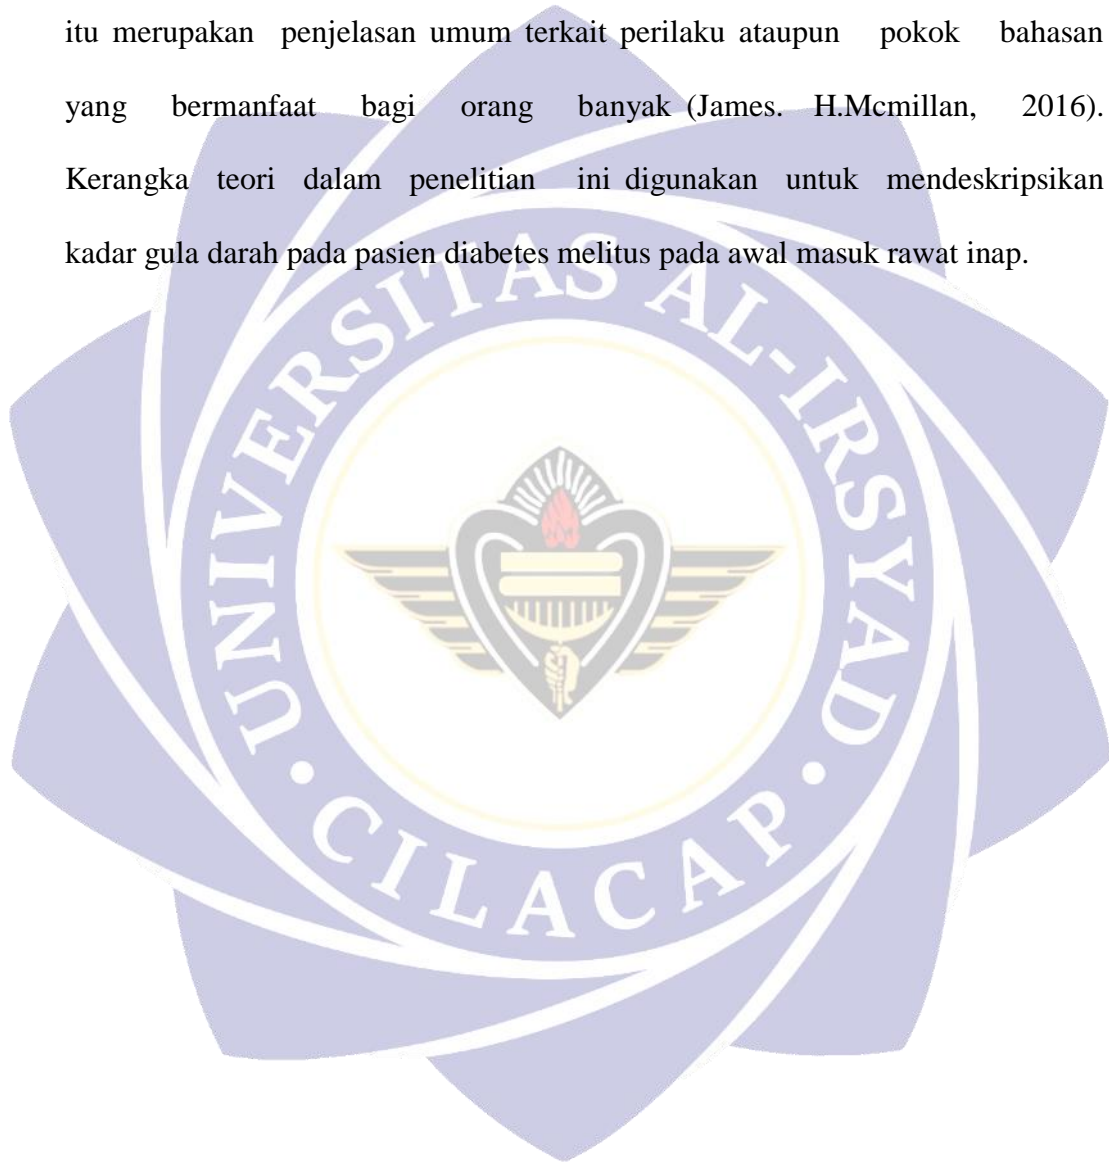 itu merupakan penjelasan umum terkait perilaku ataupun pokok bahasan
yang bermanfaat bagi orang banyak (James. H.Mcmillan, 2016).
Kerangka teori dalam penelitian ini digunakan untuk mendeskripsikan
kadar gula darah pada pasien diabetes melitus pada awal masuk rawat inap.
UNIVERSITAS AL-IRSYAD
• CILACAP •